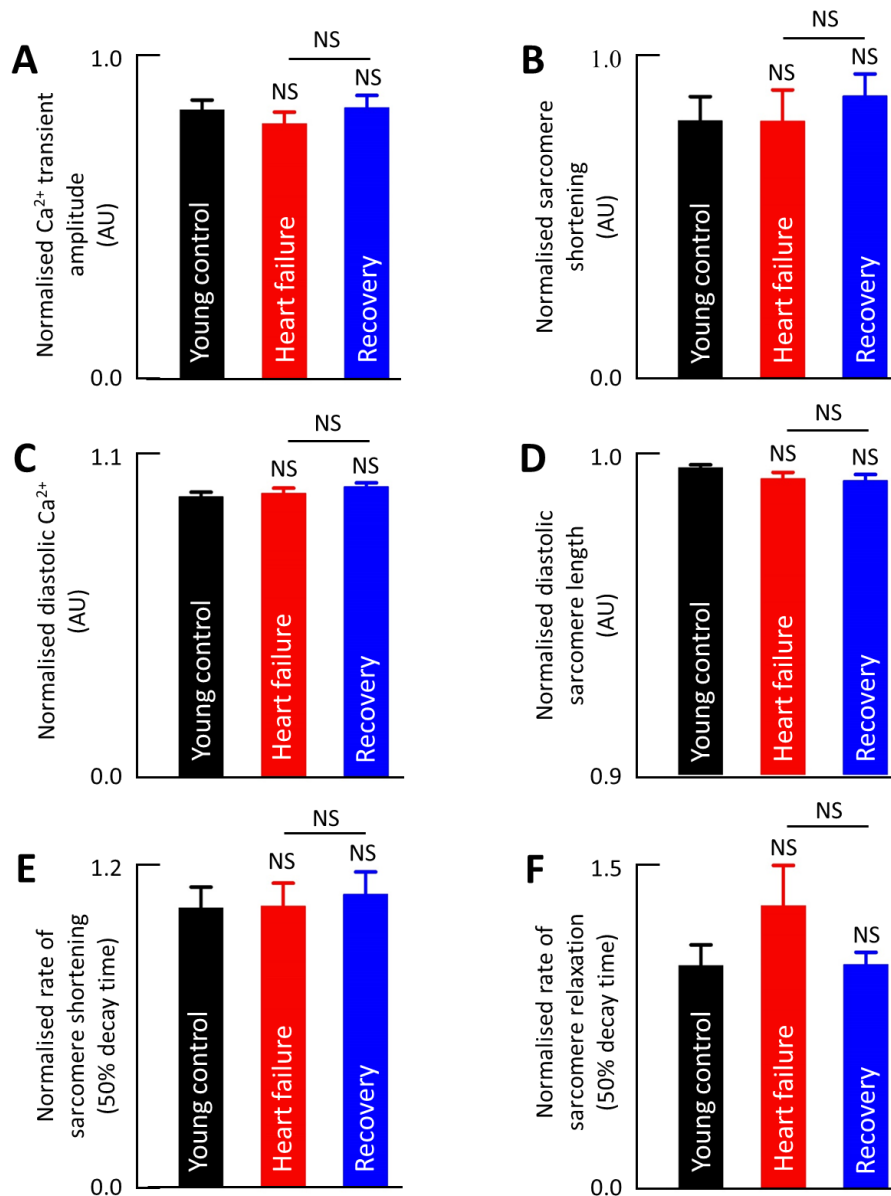 A
Normalised Ca²⁺ transient
amplitude
(AU)
1.0
0.0
NS
NS
NS
Young control
Heart failure
Recovery
B
Normalised sarcomere
shortening
(AU)
1.0
0.0
NS
NS
NS
Young control
Heart failure
Recovery
C
Normalised diastolic Ca²⁺
(AU)
1.1
0.0
NS
NS
NS
Young control
Heart failure
Recovery
D
Normalised diastolic
sarcomere length
(AU)
1.0
0.9
NS
NS
NS
Young control
Heart failure
Recovery
E
Normalised rate of
sarcomere shortening
(50% decay time)
1.2
0.0
NS
NS
NS
Young control
Heart failure
Recovery
F
Normalised rate of
sarcomere relaxation
(50% decay time)
1.5
0.0
NS
NS
NS
Young control
Heart failure
Recovery